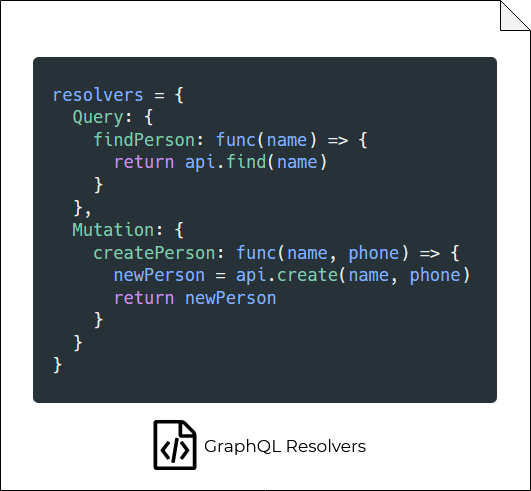 resolvers = {
  Query: {
    findPerson: func(name) => {
      return api.find(name)
    }
  },
  Mutation: {
    createPerson: func(name, phone) => {
      newPerson = api.create(name, phone)
      return newPerson
    }
  }
}
</> GraphQL Resolvers